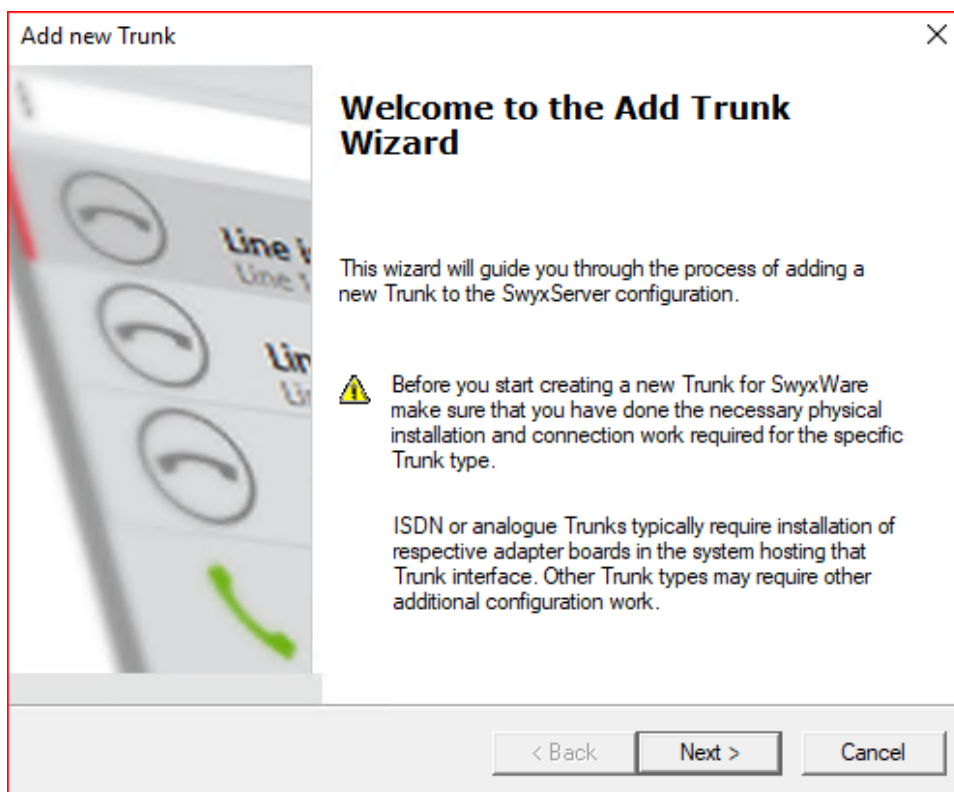 Add new Trunk
Welcome to the Add Trunk
Wizard
This wizard will guide you through the process of adding a
new Trunk to the SwyxServer configuration.
Before you start creating a new Trunk for SwyxWare
make sure that you have done the necessary physical
installation and connection work required for the specific
Trunk type.
ISDN or analogue Trunks typically require installation of
respective adapter boards in the system hosting that
Trunk interface. Other Trunk types may require other
additional configuration work.
Line
Line
Lin
Li
< Back
Next >
Cancel